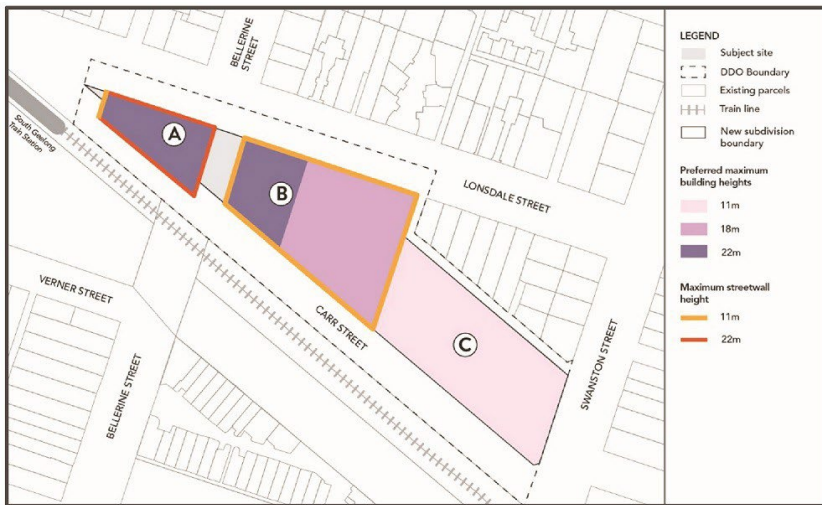 BELLERINE
STREET
South Geelong
Train Station
A
B
C
LONSDALE STREET
VERNER STREET
CARR STREET
BELLERINE STREET
SWANSTON STREET
LEGEND
Subject site
DDO Boundary
Existing parcels
Train line
New subdivision
boundary
Preferred maximum
building heights
11m
18m
22m
Maximum streetwall
height
11m
22m